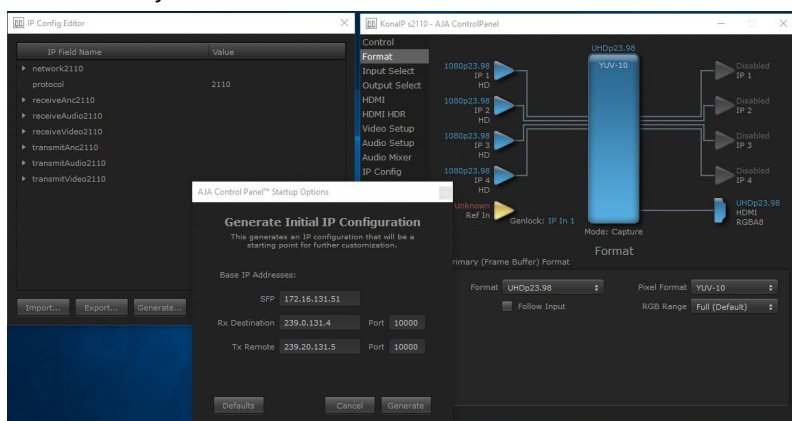 IP Config Editor
IP Field Name Value
network2110
protocol 2110
receiveAnc2110
receiveAudio2110
receiveVideo2110
transmitAnc2110
transmitAudio2110
transmitVideo2110
Import... Export... Generate...
KonaIP s2110 - AJA ControlPanel
Control
Format
Input Select
Output Select
HDMI
HDMI HDR
Video Setup
Audio Setup
Audio Mixer
IP Config
UHDp23.98
YUV-10
1080p23.98
IP 1
HD
1080p23.98
IP 2
HD
1080p23.98
IP 3
HD
1080p23.98
IP 4
HD
Unknown
Ref In
Genlock: IP In 1
Mode: Capture
Disabled
IP 1
Disabled
IP 2
Disabled
IP 3
Disabled
IP 4
UHDp23.98
HDMI
RGBA8
Format
rimary (Frame Buffer) Format
Format UHDp23.98
Pixel Format YUV-10
Follow Input
RGB Range Full (Default)
AJA Control Panel™ Startup Options
Generate Initial IP Configuration
This generates an IP configuration that will be a
starting point for further customization.
Base IP Addresses:
SFP 172.16.131.51
Rx Destination 239.0.131.4 Port 10000
Tx Remote 239.20.131.5 Port 10000
Defaults Cancel Generate